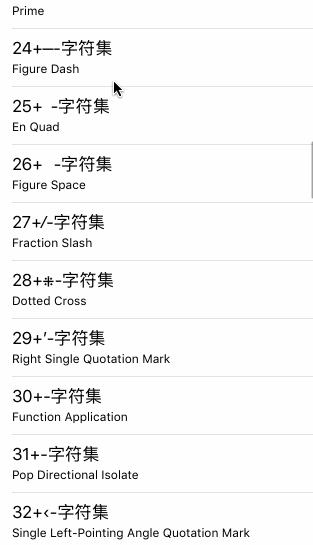 Prime
24+‒-字符集
Figure Dash
25+ -字符集
En Quad
26+ -字符集
Figure Space
27+⁄-字符集
Fraction Slash
28+⁜-字符集
Dotted Cross
29+’-字符集
Right Single Quotation Mark
30+-字符集
Function Application
31+-字符集
Pop Directional Isolate
32+‹-字符集
Single Left-Pointing Angle Quotation Mark